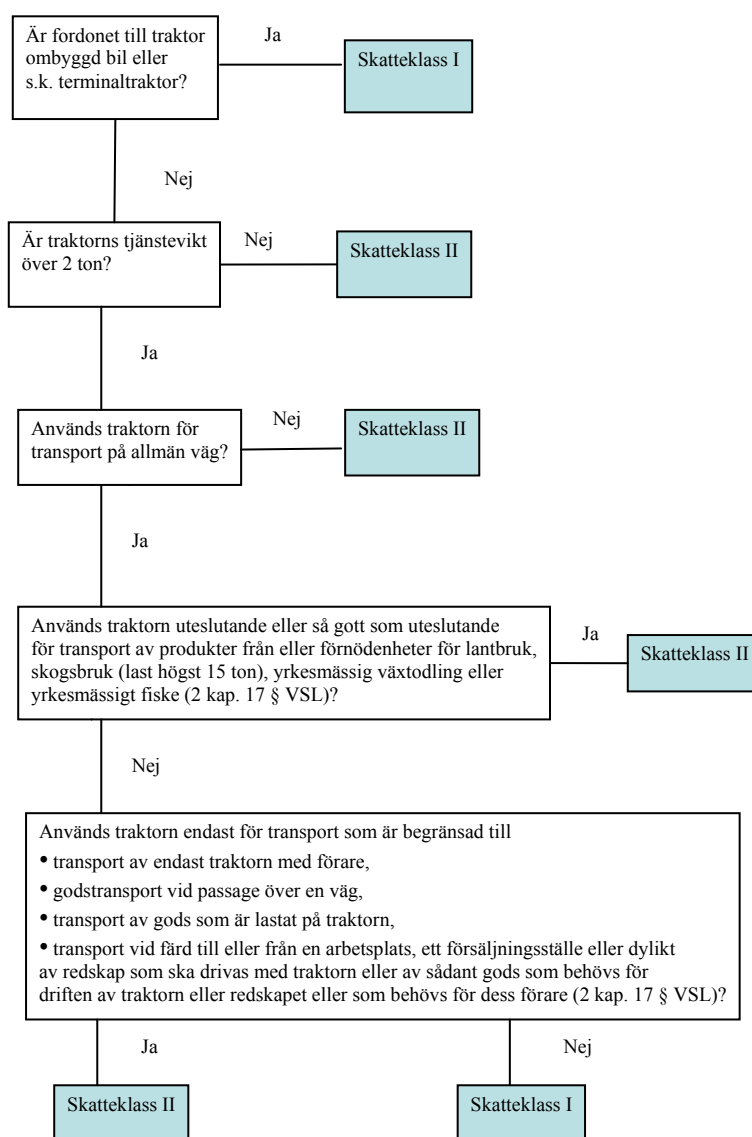 Är fordonet till traktor
ombyggd bil eller
s.k. terminaltraktor?
Ja
Skatteklass I
Nej
Är traktorns tjänstevikt
över 2 ton?
Nej
Skatteklass II
Ja
Används traktorn för
transport på allmän väg?
Nej
Skatteklass II
Ja
Används traktorn uteslutande eller så gott som uteslutande
för transport av produkter från eller förnödenheter för lantbruk,
skogsbruk (last högst 15 ton), yrkesmässig växtodling eller
yrkesmässigt fiske (2 kap. 17 § VSL)?
Ja
Skatteklass II
Nej
Används traktorn endast för transport som är begränsad till
• transport av endast traktorn med förare,
• godstransport vid passage över en väg,
• transport av gods som är lastat på traktorn,
• transport vid färd till eller från en arbetsplats, ett försäljningsställe eller dylikt
av redskap som ska drivas med traktorn eller av sådant gods som behövs för
driften av traktorn eller redskapet eller som behövs för dess förare (2 kap. 17 § VSL)?
Ja
Nej
Skatteklass II
Skatteklass I